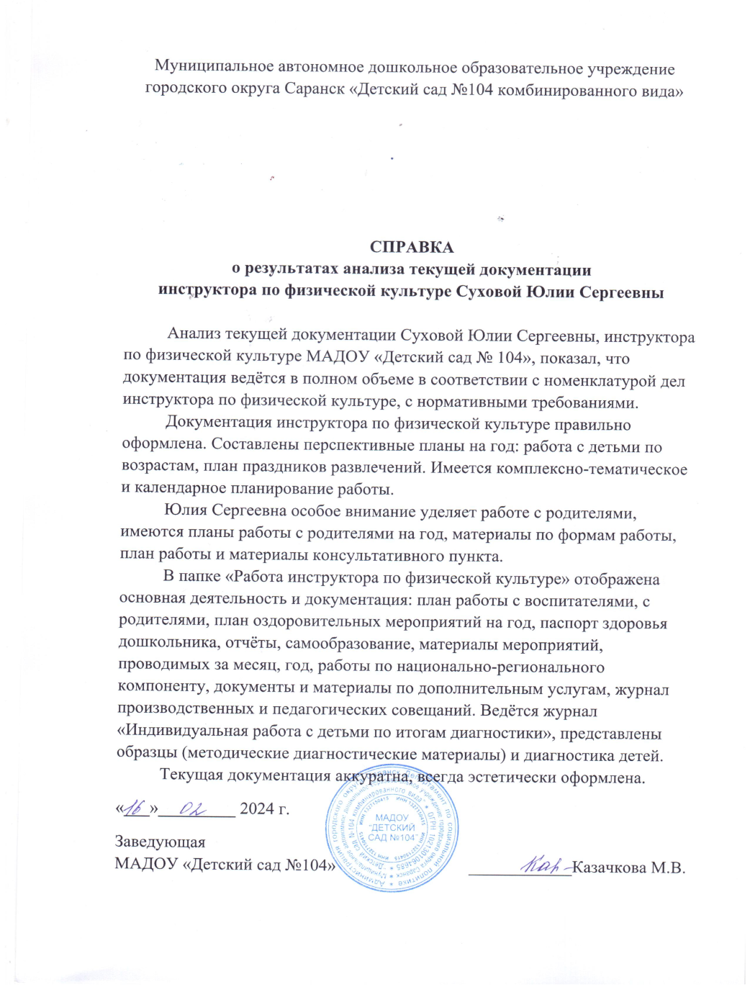 Муниципальное автономное дошкольное образовательное учреждение
городского округа Саранск «Детский сад №104 комбинированного вида»
СПРАВКА
о результатах анализа текущей документации
инструктора по физической культуре Суховой Юлии Сергеевны
Анализ текущей документации Суховой Юлии Сергеевны, инструктора
по физической культуре МАДОУ «Детский сад № 104», показал, что
документация ведётся в полном объеме в соответствии с номенклатурой дел
инструктора по физической культуре, с нормативными требованиями.
Документация инструктора по физической культуре правильно
оформлена. Составлены перспективные планы на год: работа с детьми по
возрастам, план праздников развлечений. Имеется комплексно-тематическое
и календарное планирование работы.
Юлия Сергеевна особое внимание уделяет работе с родителями,
имеются планы работы с родителями на год, материалы по формам работы,
план работы и материалы консультативного пункта.
В папке «Работа инструктора по физической культуре» отображена
основная деятельность и документация: план работы с воспитателями, с
родителями, план оздоровительных мероприятий на год, паспорт здоровья
дошкольника, отчёты, самообразование, материалы мероприятий,
проводимых за месяц, год, работы по национально-регионального
компоненту, документы и материалы по дополнительным услугам, журнал
производственных и педагогических совещаний. Ведётся журнал
«Индивидуальная работа с детьми по итогам диагностики», представлены
образцы (методические диагностические материалы) и диагностика детей.
Текущая документация аккуратна, всегда эстетически оформлена.
«16» 02 2024 г.
МАДОУ
"ДЕТСКИЙ
САД №104"
Заведующая
МАДОУ «Детский сад №104» Казачкова М.В.